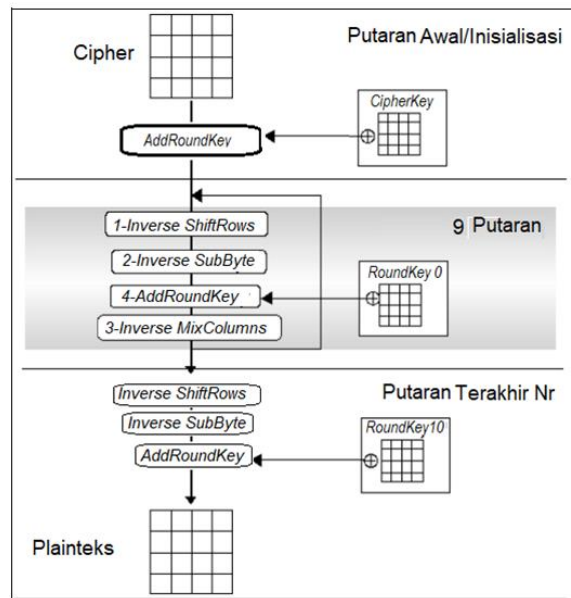 Cipher
Putaran Awal/Inisialisasi
CipherKey
AddRoundKey
9 Putaran
1-Inverse ShiftRows
2-Inverse SubByte
RoundKey 0
4-AddRoundKey
3-Inverse MixColumns
Putaran Terakhir Nr
Inverse ShiftRows
Inverse SubByte
RoundKey10
AddRoundKey
Plainteks